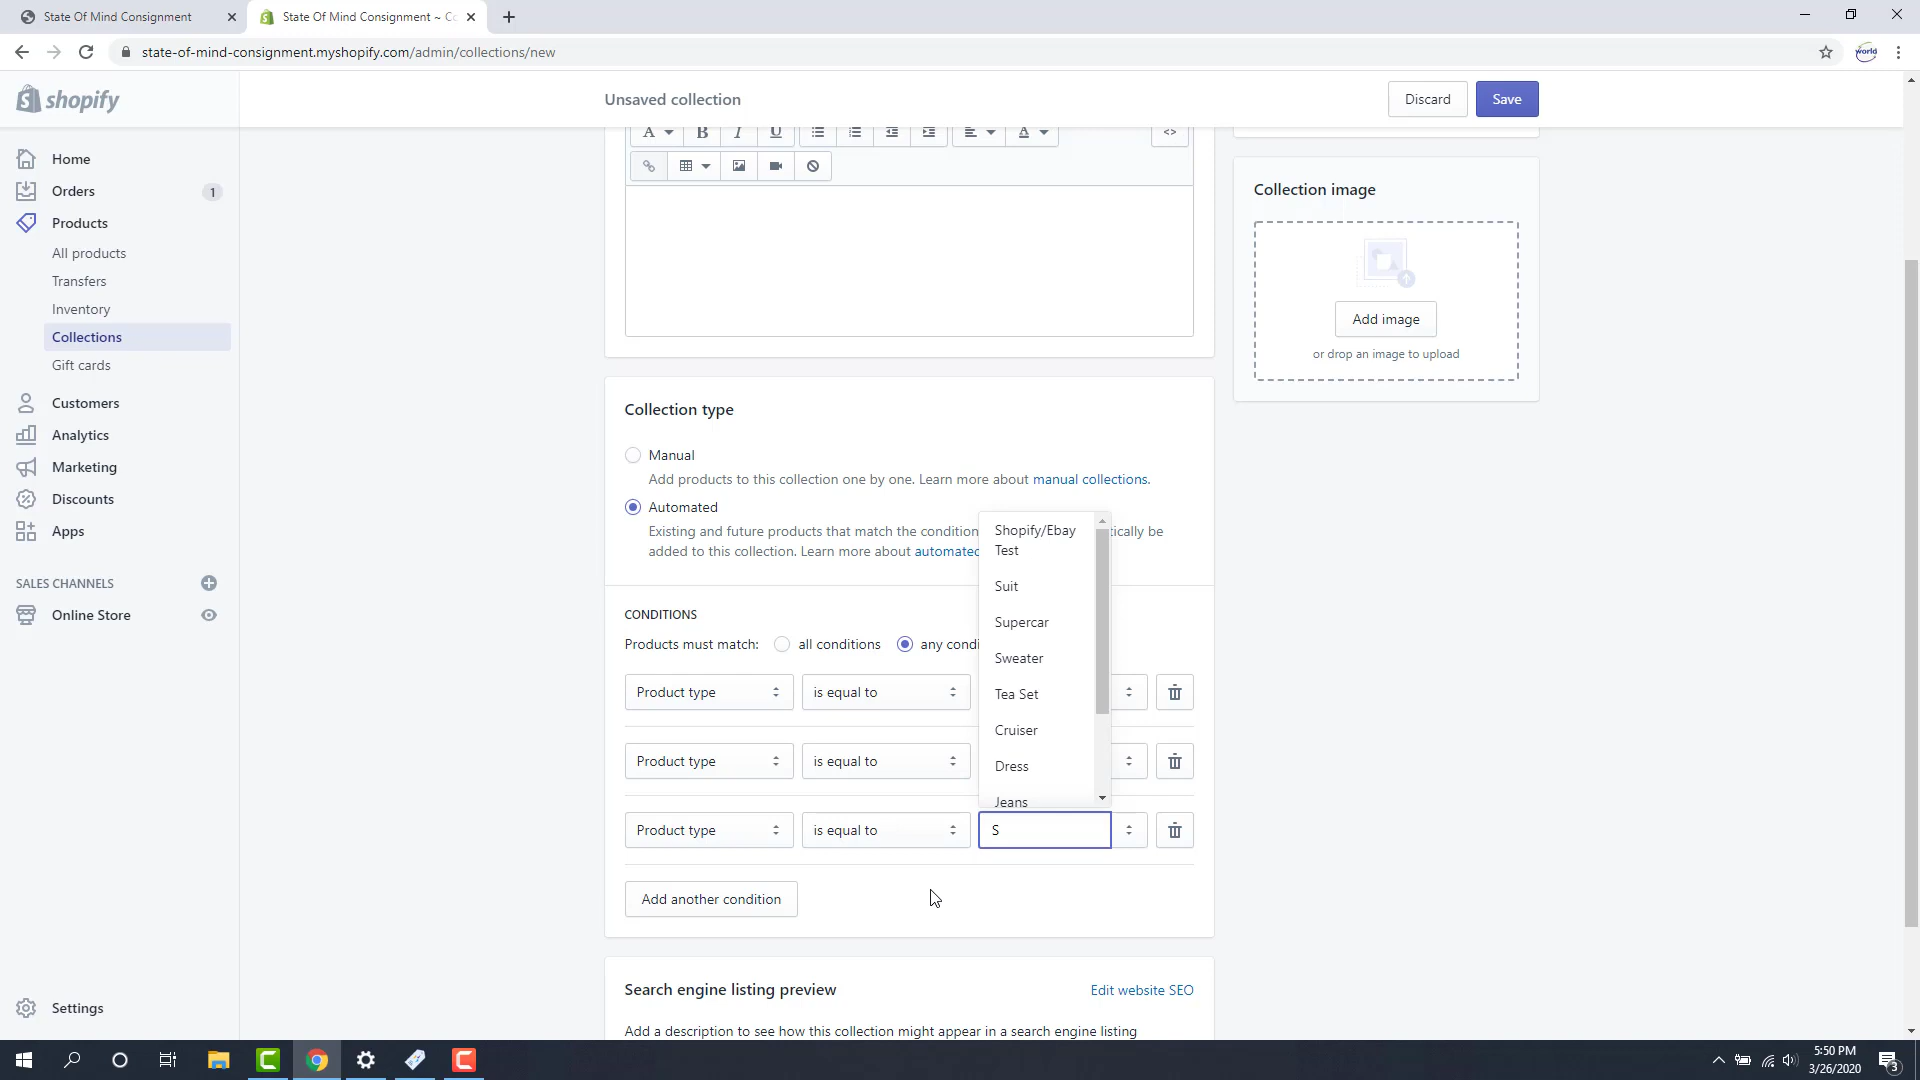 State Of Mind Consignment
State Of Mind Consignment ~ Co
state-of-mind-consignment.myshopify.com/admin/collections/new
world
shopify
Unsaved collection
Discard
Save
Home
Orders
1
Products
All products
Transfers
Inventory
Collections
Gift cards
Customers
Analytics
Marketing
Discounts
Apps
SALES CHANNELS
Online Store
Settings
A
B
I
U
A
<>
Collection type
Manual
Add products to this collection one by one. Learn more about manual collections.
Automated
Existing and future products that match the condition tically be
added to this collection. Learn more about automated
CONDITIONS
Products must match: all conditions any condi
Product type
is equal to
Product type
is equal to
Product type
is equal to
S
Shopify/Ebay
Test
Suit
Supercar
Sweater
Tea Set
Cruiser
Dress
Jeans
Add another condition
Search engine listing preview
Edit website SEO
Add a description to see how this collection might appear in a search engine listing
Collection image
Add image
or drop an image to upload
5:50 PM
3/26/2020
3